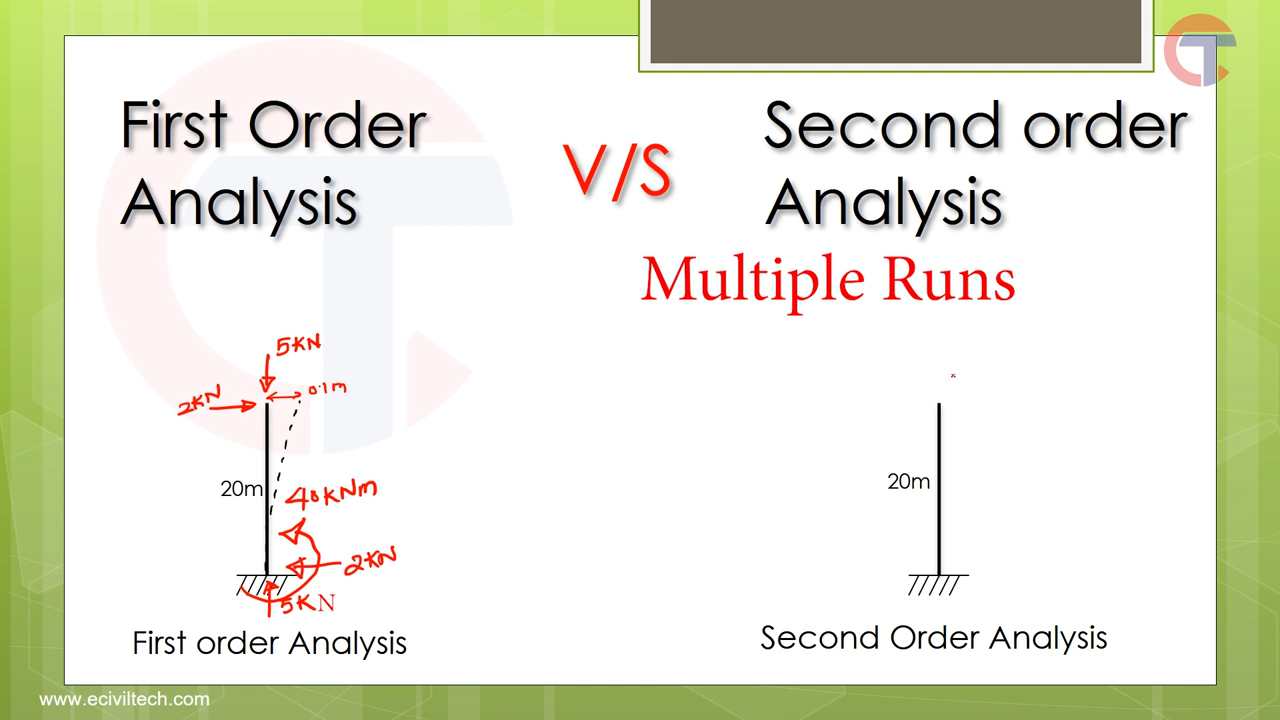 First Order
Analysis
V/S
Second order
Analysis
Multiple Runs
5KN
2KN
0.1m
20m
40KNm
2KN
5KN
First order Analysis
20m
Second Order Analysis
www.eciviltech.com